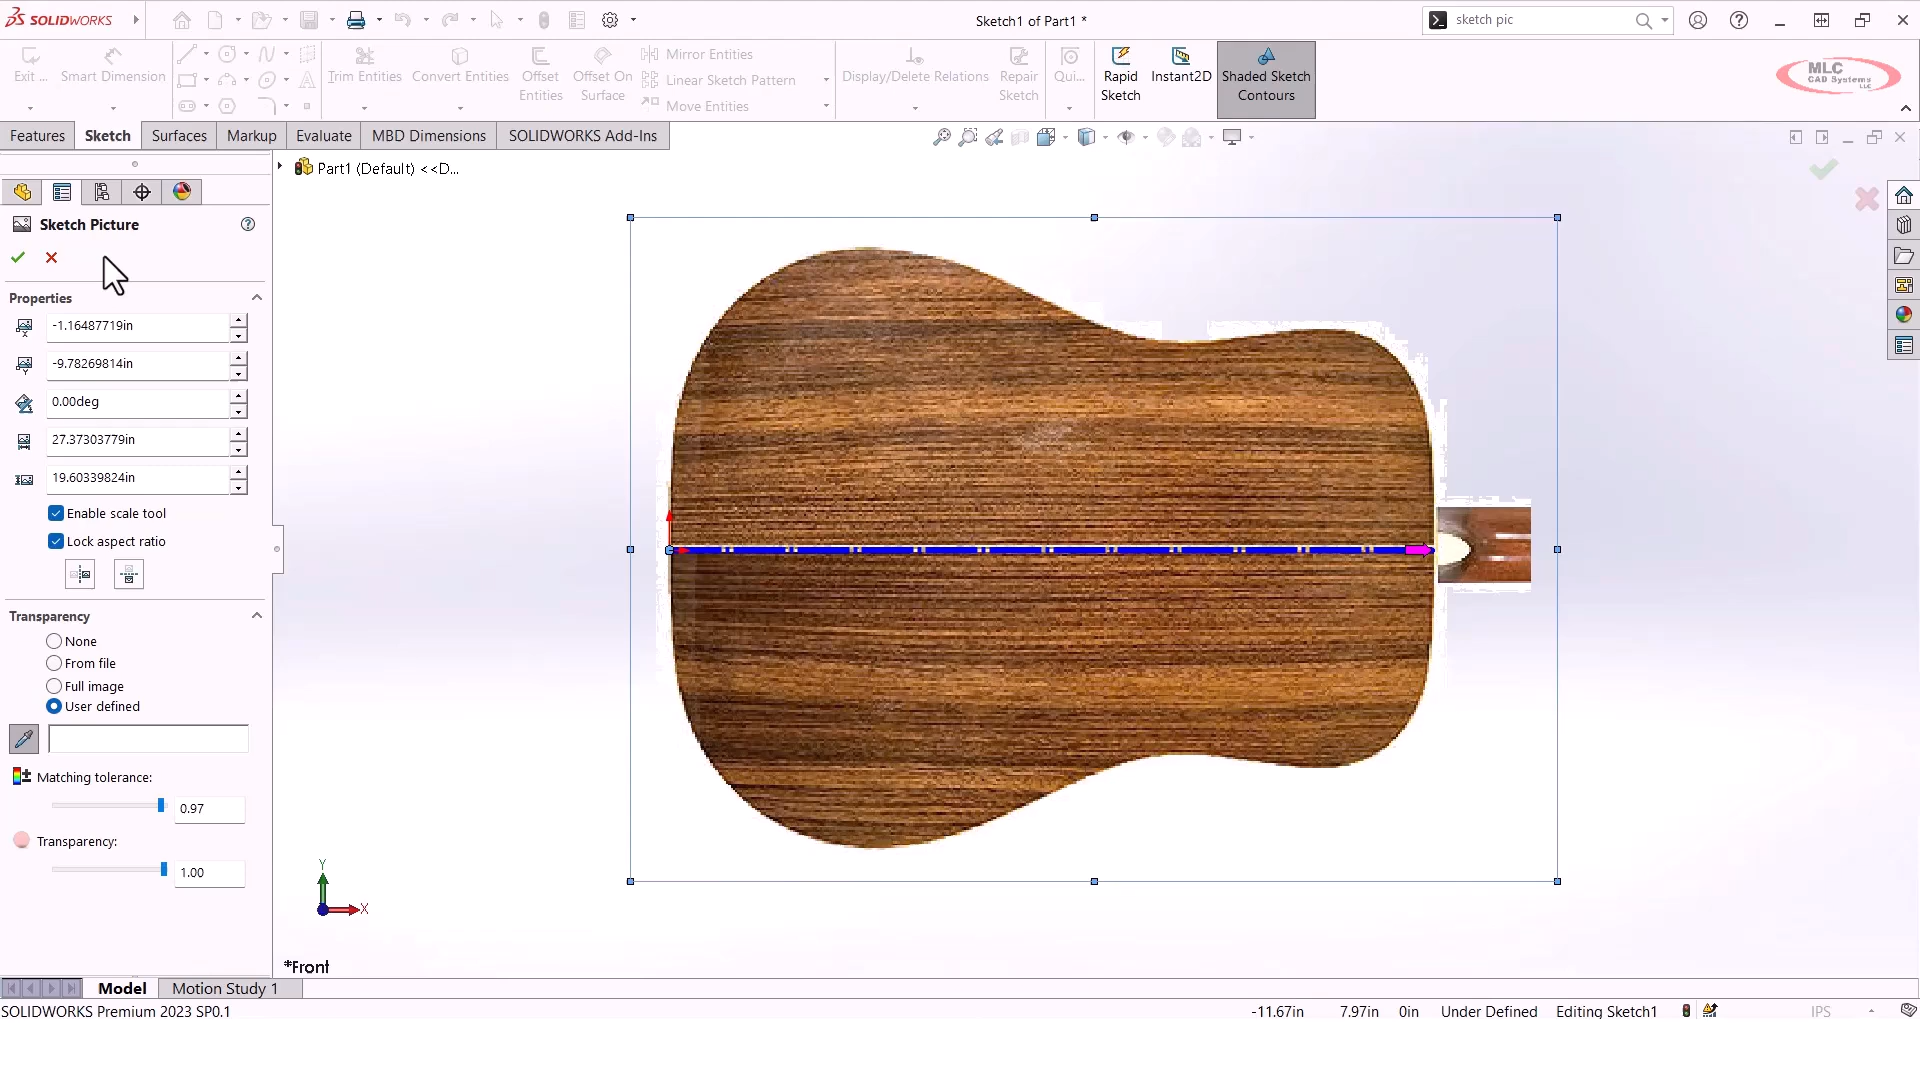 SOLIDWORKS
Sketch1 of Part1 *
sketch pic
Exit ...
Smart Dimension
Trim Entities
Convert Entities
Offset
Entities
Offset On
Surface
Mirror Entities
Linear Sketch Pattern
Move Entities
Display/Delete Relations
Repair
Sketch
Qui...
Rapid
Sketch
Instant2D
Shaded Sketch
Contours
MLC
CAD Systems
LLC
Features
Sketch
Surfaces
Markup
Evaluate
MBD Dimensions
SOLIDWORKS Add-Ins
Part1 (Default) <<D...
Sketch Picture
Properties
-1.16487719in
-9.78269814in
0.00deg
27.37303779in
19.60339824in
Enable scale tool
Lock aspect ratio
Transparency
None
From file
Full image
User defined
Matching tolerance:
0.97
Transparency:
1.00
Y
X
*Front
Model
Motion Study 1
SOLIDWORKS Premium 2023 SP0.1
-11.67in
7.97in
0in
Under Defined
Editing Sketch1
IPS